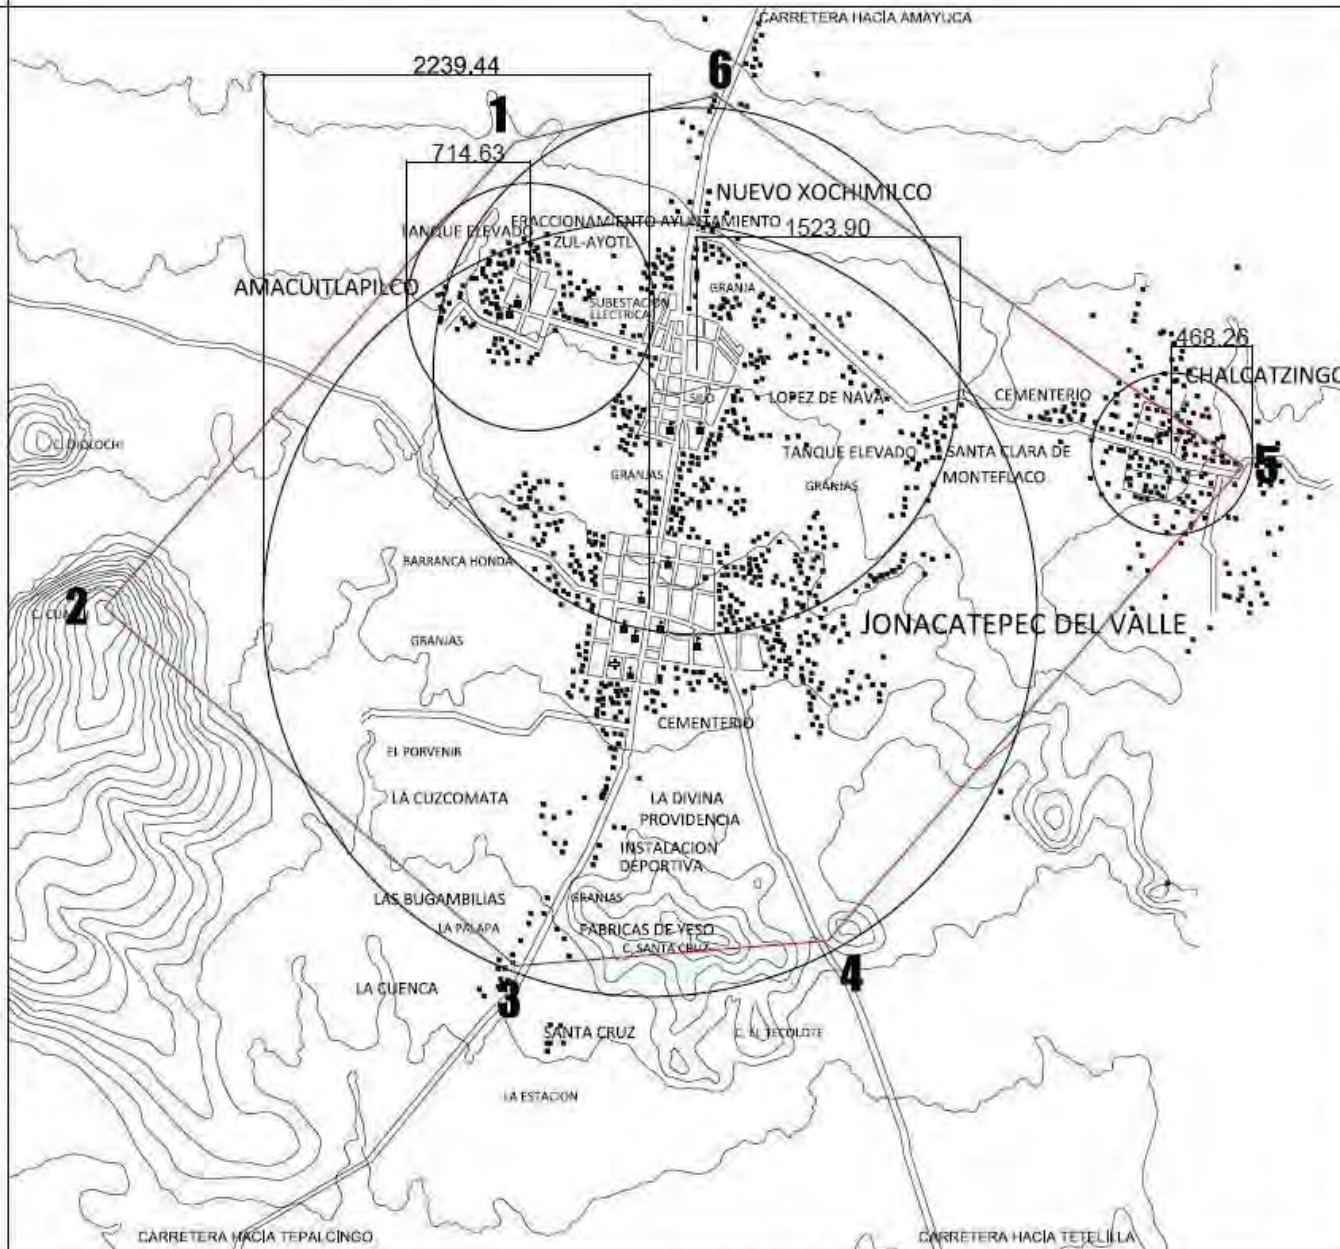 CARRETERA HACÍA AMAYUCA
6
2239.44
1
714.63
NUEVO XOCHIMILCO
FRACCIONAMIENTO AYUNTAMIENTO
TANQUE ELEVADO
1523.90
ZUL-AYOTL
AMACUITLAPILCO
GRANJA
SUBESTACION
ELECTRICA
468.26
CHALCATZINGO
SILO
LOPEZ DE NAVA
CEMENTERIO
TANQUE ELEVADO
SANTA CLARA DE
MONTEFLACO
5
GRANJAS
GRANJAS
BARRANCA HONDA
2
JONACATEPEC DEL VALLE
GRANJAS
CEMENTERIO
EL PORVENIR
LA CUZCOMATA
LA DIVINA
PROVIDENCIA
INSTALACION
DEPORTIVA
LAS BUGAMBILIAS
GRANJAS
LA PALAPA
FABRICAS DE YESO
C. SANTA CRUZ
4
LA CUENCA
3
SANTA CRUZ
C. EL TECOLOTE
LA ESTACION
CARRETERA HACÍA TEPALCINGO
CARRETERA HACÍA TETELILLA